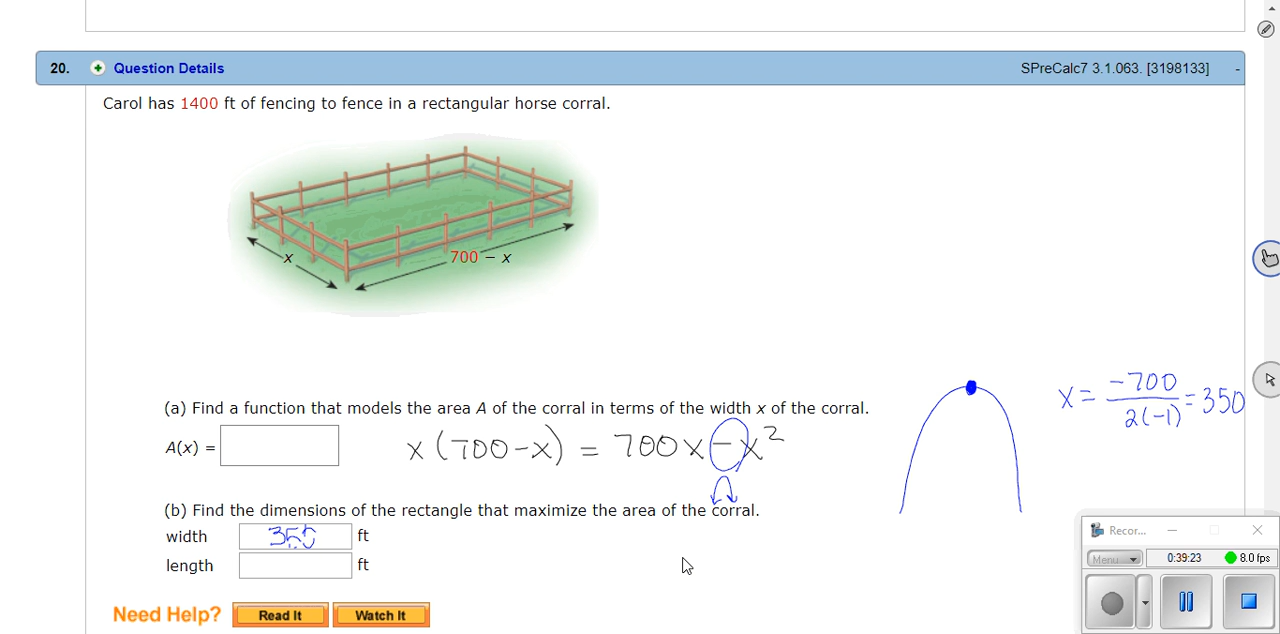 20. Question Details SPreCalc7 3.1.063. [3198133] -
Carol has 1400 ft of fencing to fence in a rectangular horse corral.
x
700 − x
x = -700 / 2(-1) = 350
(a) Find a function that models the area A of the corral in terms of the width x of the corral.
A(x) = x(700-x) = 700x - x²
(b) Find the dimensions of the rectangle that maximize the area of the corral.
width 350 ft
length ft
Need Help? Read It Watch It
Recor...
Menu 0:39:23 8.0 fps